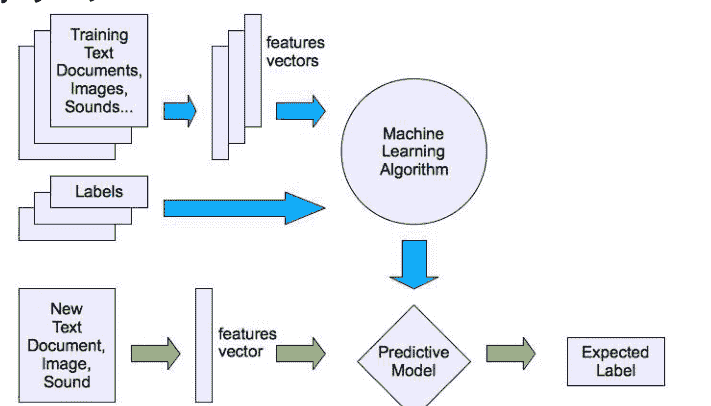 Training
Text
Documents,
Images,
Sounds...
features
vectors
Machine
Learning
Algorithm
Labels
New
Text
Document,
Image,
Sound
features
vector
Predictive
Model
Expected
Label